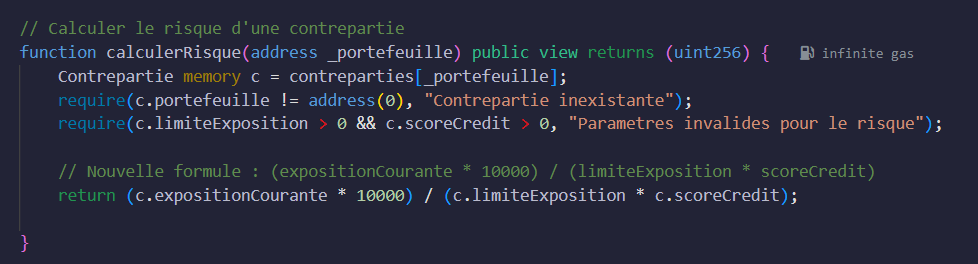 // Calculer le risque d'une contrepartie
function calculerRisque(address _portefeuille) public view returns (uint256) { infinite gas
Contrepartie memory c = contreparties[_portefeuille];
require(c.portefeuille != address(0), "Contrepartie inexistante");
require(c.limiteExposition > 0 && c.scoreCredit > 0, "Parametres invalides pour le risque");
// Nouvelle formule : (expositionCourante * 10000) / (limiteExposition * scoreCredit)
return (c.expositionCourante * 10000) / (c.limiteExposition * c.scoreCredit);
}